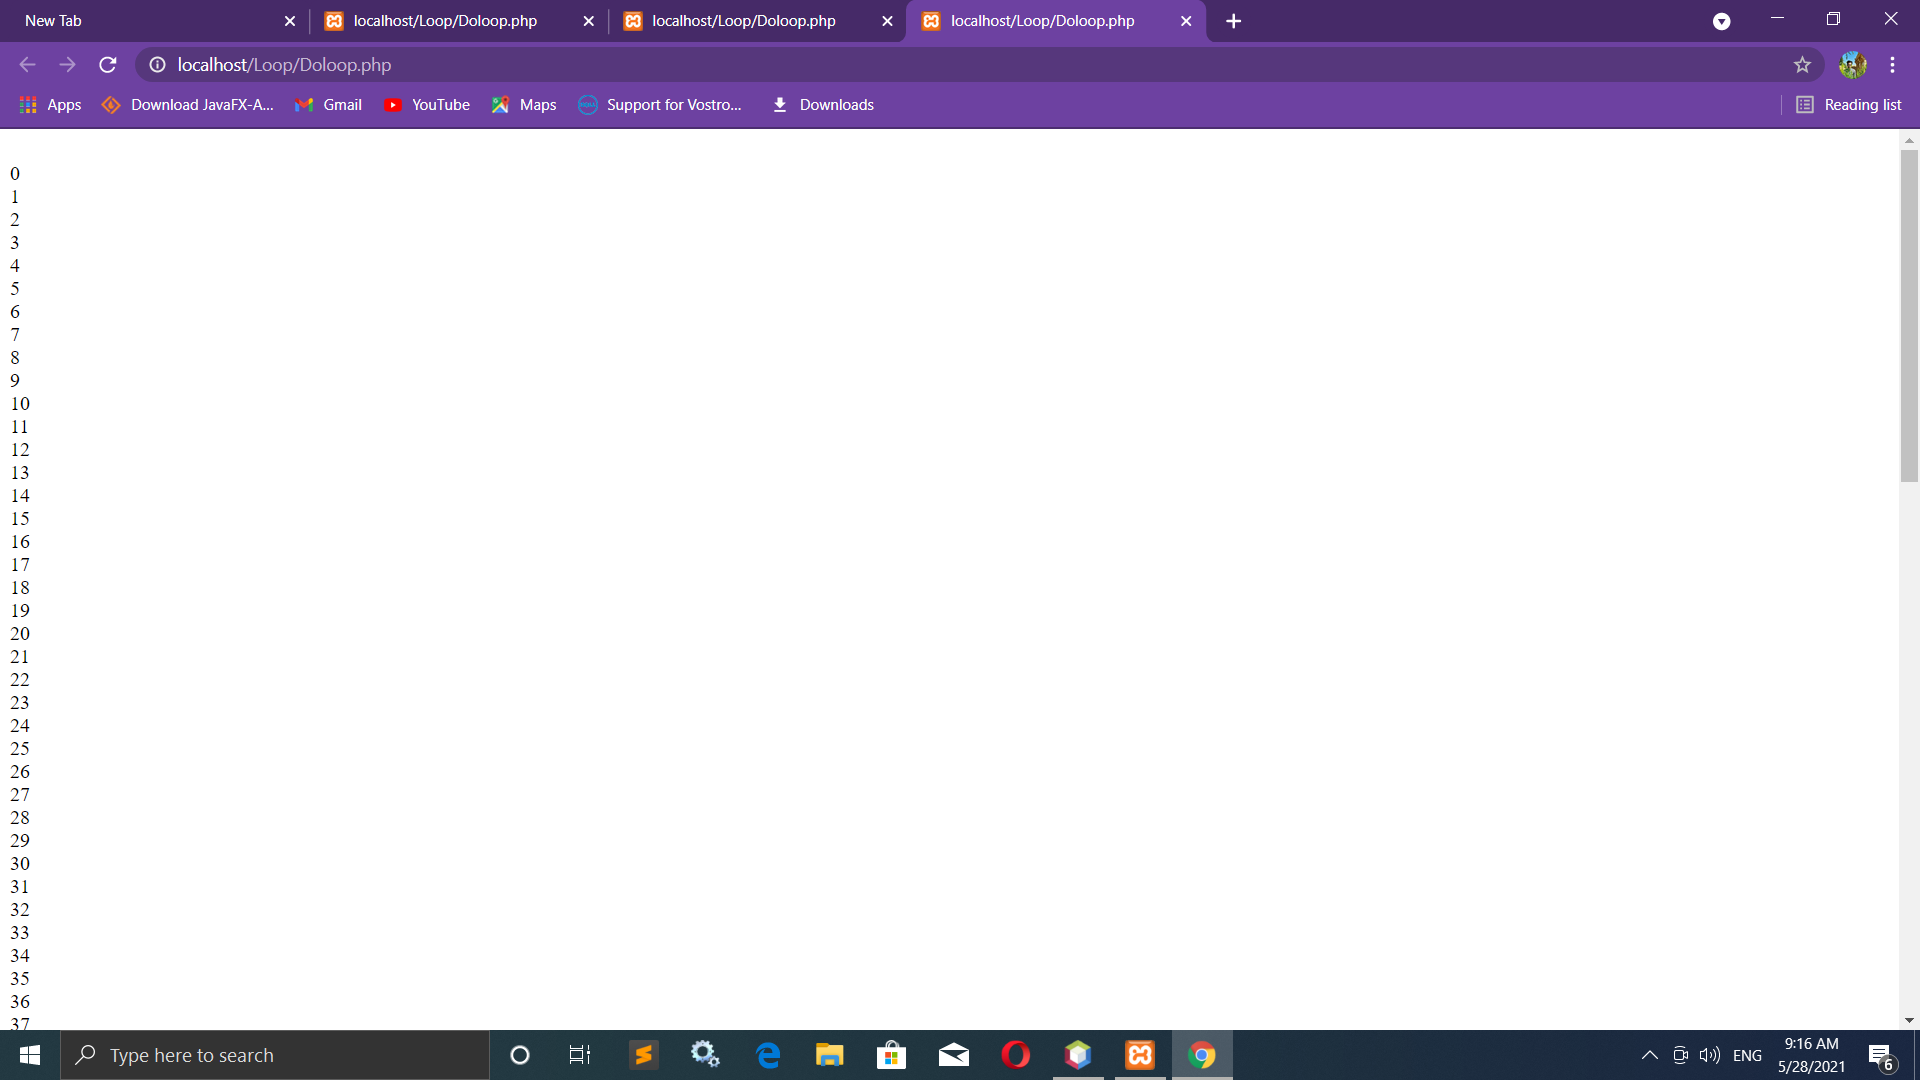 New Tab
localhost/Loop/Doloop.php
localhost/Loop/Doloop.php
localhost/Loop/Doloop.php
localhost/Loop/Doloop.php
Apps
Download JavaFX-A...
Gmail
YouTube
Maps
Support for Vostro...
Downloads
Reading list
0
1
2
3
4
5
6
7
8
9
10
11
12
13
14
15
16
17
18
19
20
21
22
23
24
25
26
27
28
29
30
31
32
33
34
35
36
37
Type here to search
ENG
9:16 AM
5/28/2021
6